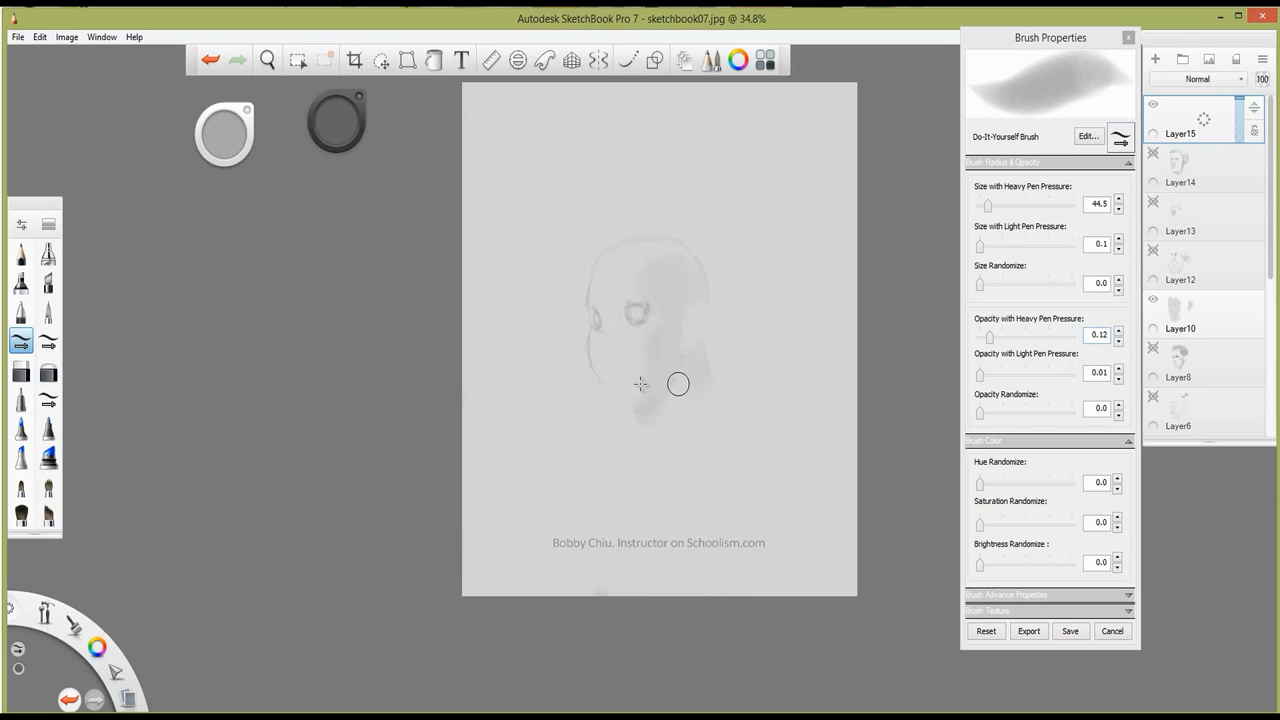 Autodesk SketchBook Pro 7 - sketchbook07.jpg @ 34.8%
File Edit Image Window Help
Brush Properties
x
Do-It-Yourself Brush
Edit...
Brush Radius & Opacity
Size with Heavy Pen Pressure:
44.5
Size with Light Pen Pressure:
0.1
Size Randomize:
0.0
Opacity with Heavy Pen Pressure:
0.12
Opacity with Light Pen Pressure:
0.01
Opacity Randomize:
0.0
Brush Color
Hue Randomize:
0.0
Saturation Randomize:
0.0
Brightness Randomize :
0.0
Brush Advance Properties
Brush Texture
Reset Export Save Cancel
Normal
100
Layer15
Layer14
Layer13
Layer12
Layer10
Layer8
Layer6
T
Bobby Chiu. Instructor on Schoolism.com